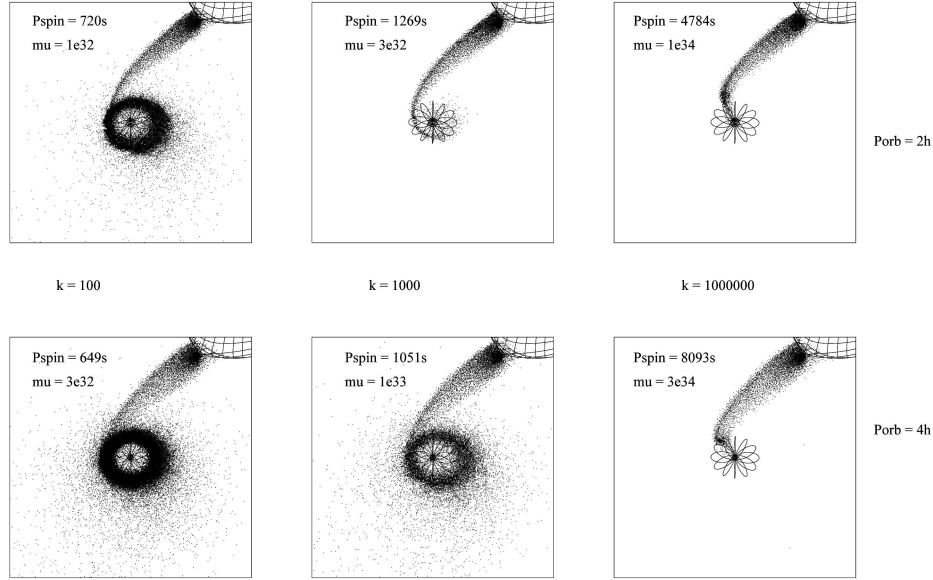 Pspin = 720s
mu = 1e32
Pspin = 1269s
mu = 3e32
Pspin = 4784s
mu = 1e34
Porb = 2h
k = 100
k = 1000
k = 1000000
Pspin = 649s
mu = 3e32
Pspin = 1051s
mu = 1e33
Pspin = 8093s
mu = 3e34
Porb = 4h